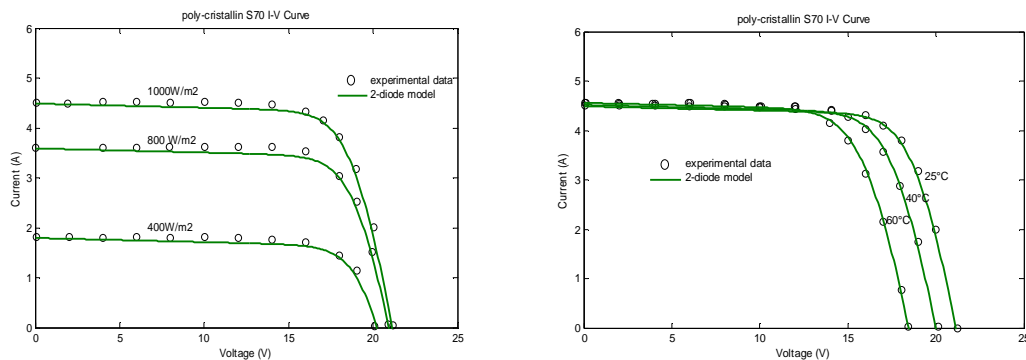 poly-cristallin S70 I-V Curve
6
5
4
3
2
1
0
Current (A)
1000W/m2
800 W/m2
400W/m2
experimental data
2-diode model
0
5
10
15
20
25
Voltage (V)
poly-cristallin S70 I-V Curve
6
5
4
3
2
1
0
Current (A)
experimental data
2-diode model
25°C
40°C
60°C
0
5
10
15
20
25
Voltage (V)